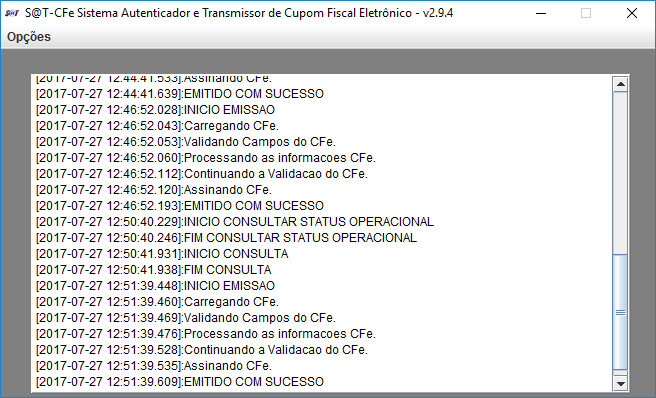 S@T S@T-CFe Sistema Autenticador e Transmissor de Cupom Fiscal Eletrônico - v2.9.4
Opções
[2017-07-27 12:44:41.533]:Assinando CFe.
[2017-07-27 12:44:41.639]:EMITIDO COM SUCESSO
[2017-07-27 12:46:52.028]:INICIO EMISSAO
[2017-07-27 12:46:52.043]:Carregando CFe.
[2017-07-27 12:46:52.053]:Validando Campos do CFe.
[2017-07-27 12:46:52.060]:Processando as informacoes CFe.
[2017-07-27 12:46:52.112]:Continuando a Validacao do CFe.
[2017-07-27 12:46:52.120]:Assinando CFe.
[2017-07-27 12:46:52.193]:EMITIDO COM SUCESSO
[2017-07-27 12:50:40.229]:INICIO CONSULTAR STATUS OPERACIONAL
[2017-07-27 12:50:40.246]:FIM CONSULTAR STATUS OPERACIONAL
[2017-07-27 12:50:41.931]:INICIO CONSULTA
[2017-07-27 12:50:41.938]:FIM CONSULTA
[2017-07-27 12:51:39.448]:INICIO EMISSAO
[2017-07-27 12:51:39.460]:Carregando CFe.
[2017-07-27 12:51:39.469]:Validando Campos do CFe.
[2017-07-27 12:51:39.476]:Processando as informacoes CFe.
[2017-07-27 12:51:39.528]:Continuando a Validacao do CFe.
[2017-07-27 12:51:39.535]:Assinando CFe.
[2017-07-27 12:51:39.609]:EMITIDO COM SUCESSO